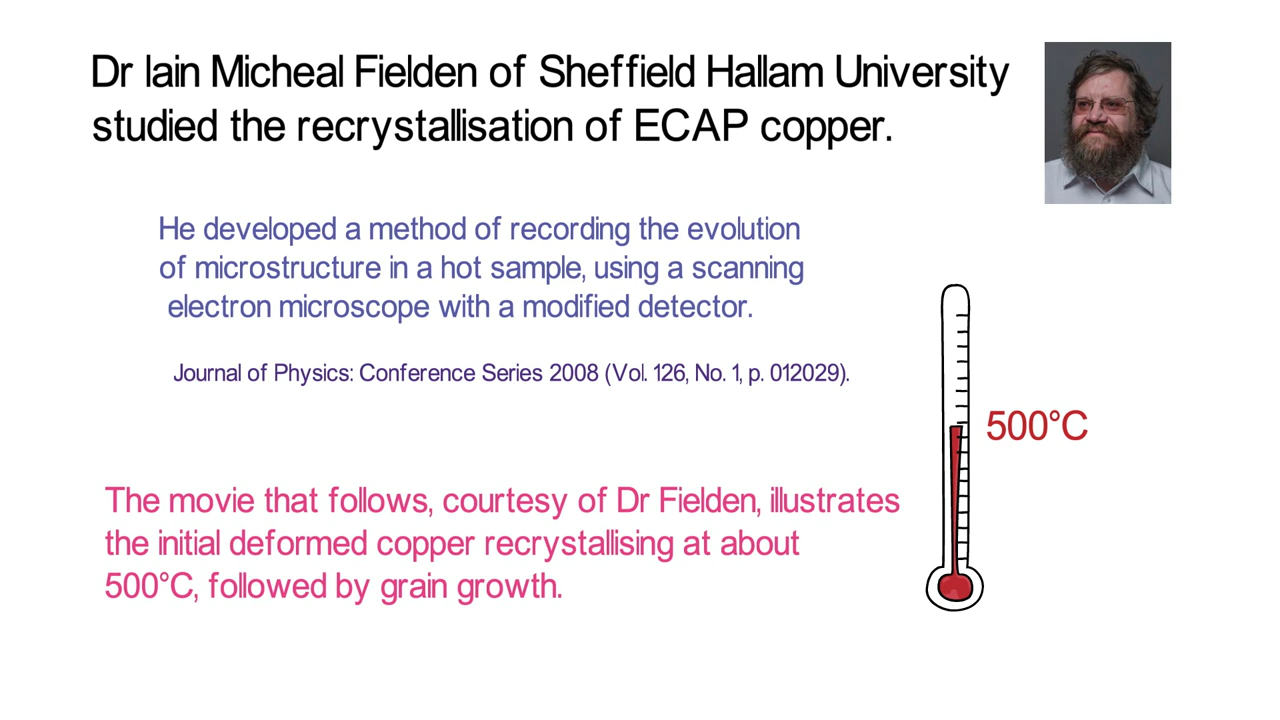 Dr Iain Micheal Fielden of Sheffield Hallam University
studied the recrystallisation of ECAP copper.
He developed a method of recording the evolution
of microstructure in a hot sample, using a scanning
electron microscope with a modified detector.
Journal of Physics: Conference Series 2008 (Vol. 126, No. 1, p. 012029).
500°C
The movie that follows, courtesy of Dr Fielden, illustrates
the initial deformed copper recrystallising at about
500°C, followed by grain growth.